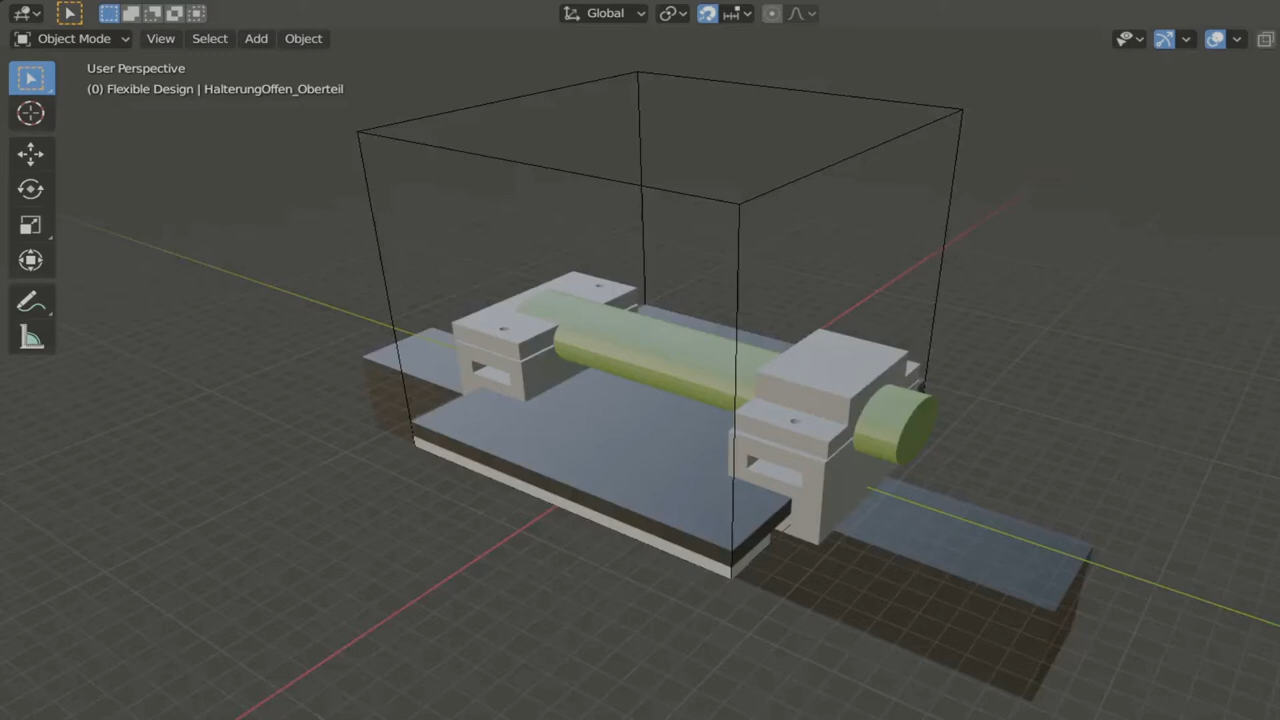 Global
Object Mode View Select Add Object
User Perspective
(0) Flexible Design | HalterungOffen_Oberteil